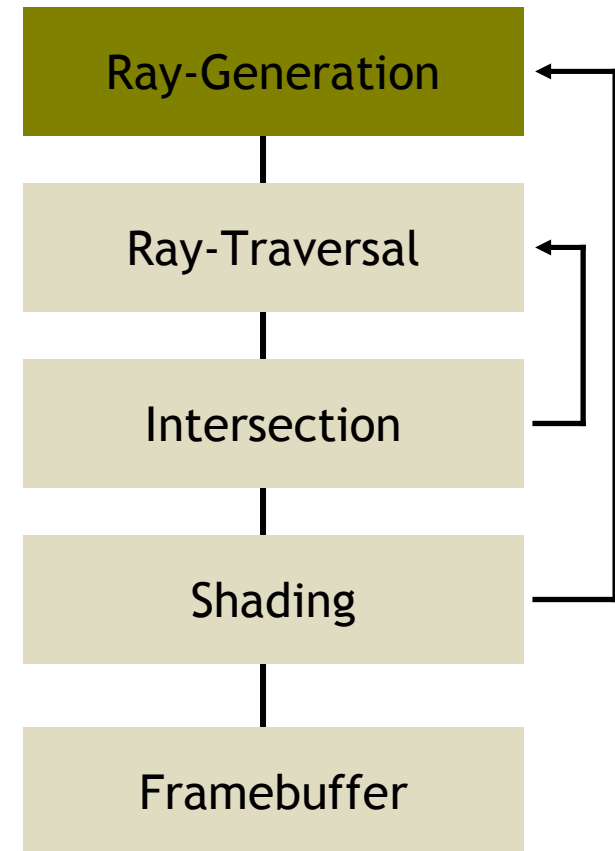 Ray-Generation
Ray-Traversal
Intersection
Shading
Framebuffer